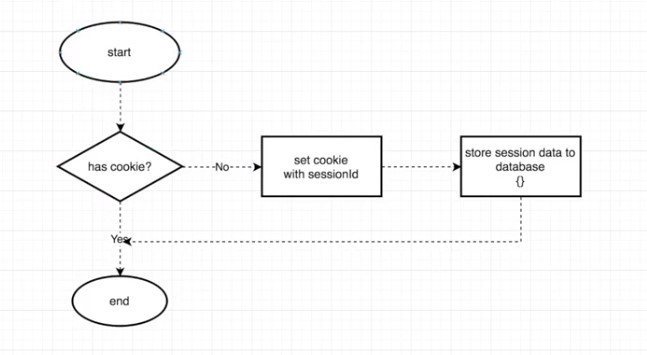 start
has cookie?
No
set cookie
with sessionId
store session data to
database
{}
Yes
end